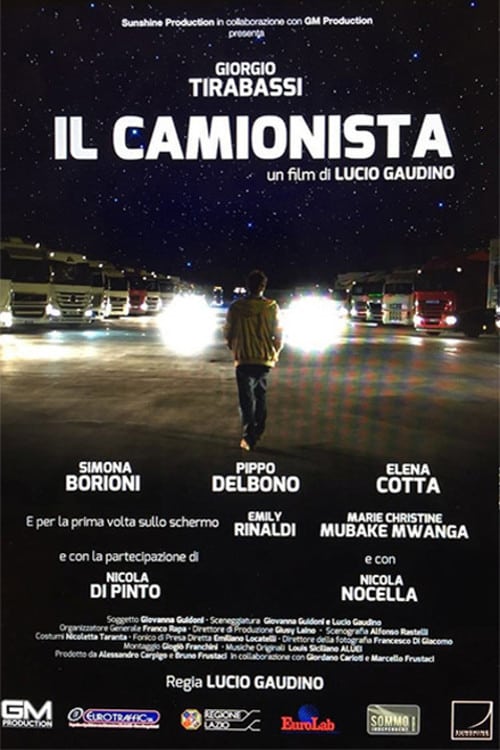 Sunshine Production in collaborazione con GM Production
presenta
GIORGIO
TIRABASSI
IL CAMIONISTA
un film di LUCIO GAUDINO
SIMONA
BORIONI
PIPPO
DELBONO
ELENA
COTTA
E per la prima volta sullo schermo
EMILY
RINALDI
MARIE CHRISTINE
MUBAKE MWANGA
e con la partecipazione di
NICOLA
DI PINTO
e con
NICOLA
NOCELLA
Soggetto Giovanna Guidoni • Sceneggiatura Giovanna Guidoni e Lucio Gaudino
Organizzatore Generale Franco Rapa • Direttore di Produzione Giusy Laino • Scenografia Alfonso Rastelli
Costumi Nicoletta Taranta • Fonico di Presa Diretta Emiliano Locatelli • Direttore della fotografia Francesco Di Giacomo
Montaggio Giogiò Franchini • Musiche Originali Louis Siciliano ALUEI
Prodotto da Alessandro Carpigo e Bruno Frustaci In collaborazione con Giordano Carioti e Marcello Frustaci
Regia LUCIO GAUDINO
GM
PRODUCTION
EUROTRAFFIC
REGIONE
LAZIO
EuroLab
SOMMO
INDEPENDENT
SUNSHINE